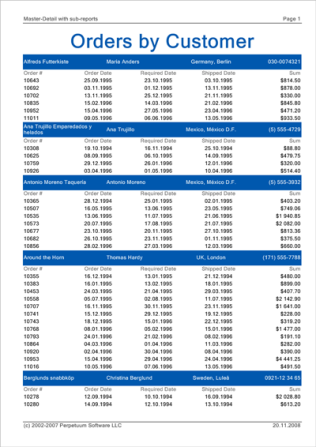 Master-Detail with sub-reports Page 1
Orders by Customer
Alfreds Futterkiste Maria Anders Germany, Berlin 030-0074321
Order # Order Date Required Date Shipped Date Sum
10643 25.09.1995 23.10.1995 03.10.1995 $814.50
10692 03.11.1995 01.12.1995 13.11.1995 $878.00
10702 13.11.1995 25.12.1995 21.11.1995 $330.00
10835 15.02.1996 14.03.1996 21.02.1996 $845.80
10952 15.04.1996 27.05.1996 23.04.1996 $471.20
11011 09.05.1996 06.06.1996 13.05.1996 $933.50
Ana Trujillo Emparedados y helados Ana Trujillo Mexico, México D.F. (5) 555-4729
Order # Order Date Required Date Shipped Date Sum
10308 19.10.1994 16.11.1994 25.10.1994 $88.80
10625 08.09.1995 06.10.1995 14.09.1995 $479.75
10759 29.12.1995 26.01.1996 12.01.1996 $320.00
10926 03.04.1996 01.05.1996 10.04.1996 $514.40
Antonio Moreno Taquería Antonio Moreno Mexico, México D.F. (5) 555-3932
Order # Order Date Required Date Shipped Date Sum
10365 28.12.1994 25.01.1995 02.01.1995 $403.20
10507 16.05.1995 13.06.1995 23.05.1995 $749.06
10535 13.06.1995 11.07.1995 21.06.1995 $1 940.85
10573 20.07.1995 17.08.1995 21.07.1995 $2 082.00
10677 23.10.1995 20.11.1995 27.10.1995 $813.36
10682 26.10.1995 23.11.1995 01.11.1995 $375.50
10856 28.02.1996 27.03.1996 12.03.1996 $660.00
Around the Horn Thomas Hardy UK, London (171) 555-7788
Order # Order Date Required Date Shipped Date Sum
10355 16.12.1994 13.01.1995 21.12.1994 $480.00
10383 16.01.1995 13.02.1995 18.01.1995 $899.00
10453 24.03.1995 21.04.1995 29.03.1995 $407.70
10558 05.07.1995 02.08.1995 11.07.1995 $2 142.90
10707 16.11.1995 30.11.1995 23.11.1995 $1 641.00
10741 15.12.1995 29.12.1995 19.12.1995 $228.00
10743 18.12.1995 15.01.1996 22.12.1995 $319.20
10768 08.01.1996 05.02.1996 15.01.1996 $1 477.00
10793 24.01.1996 21.02.1996 08.02.1996 $191.10
10864 04.03.1996 01.04.1996 11.03.1996 $282.00
10920 02.04.1996 30.04.1996 08.04.1996 $390.00
10953 15.04.1996 29.04.1996 24.04.1996 $4 441.25
11016 10.05.1996 07.06.1996 13.05.1996 $491.50
Berglunds snabbköp Christina Berglund Sweden, Luleå 0921-12 34 65
Order # Order Date Required Date Shipped Date Sum
10278 12.09.1994 10.10.1994 16.09.1994 $2 028.80
10280 14.09.1994 12.10.1994 13.10.1994 $613.20
(c) 2002-2007 Perpetuum Software LLC 20.11.2008